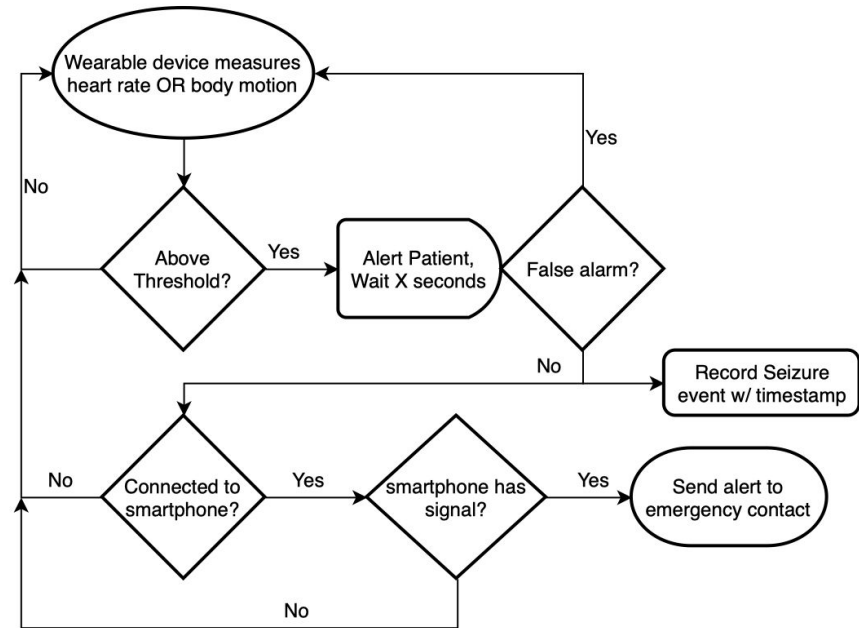 Wearable device measures
heart rate OR body motion
Yes
No
Above
Threshold?
Yes
Alert Patient,
Wait X seconds
False alarm?
No
Record Seizure
event w/ timestamp
No
Connected to
smartphone?
Yes
smartphone has
signal?
Yes
Send alert to
emergency contact
No